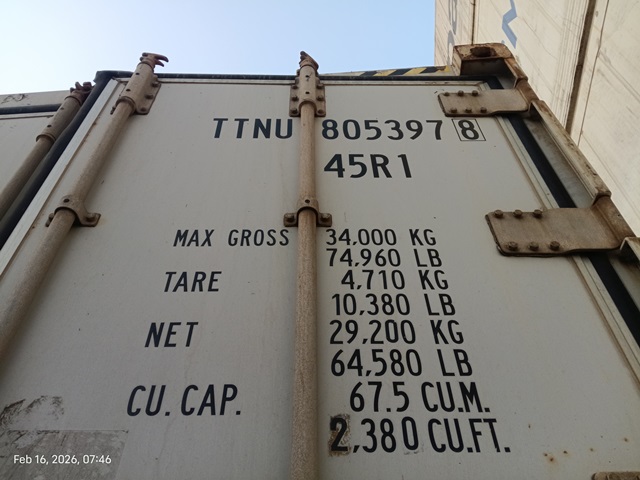 TTNU 805397 8
45R1
MAX GROSS 34,000 KG
74,960 LB
TARE 4,710 KG
10,380 LB
NET 29,200 KG
64,580 LB
CU. CAP. 67.5 CU.M.
2,380 CU.FT.
Feb 16, 2026, 07:46